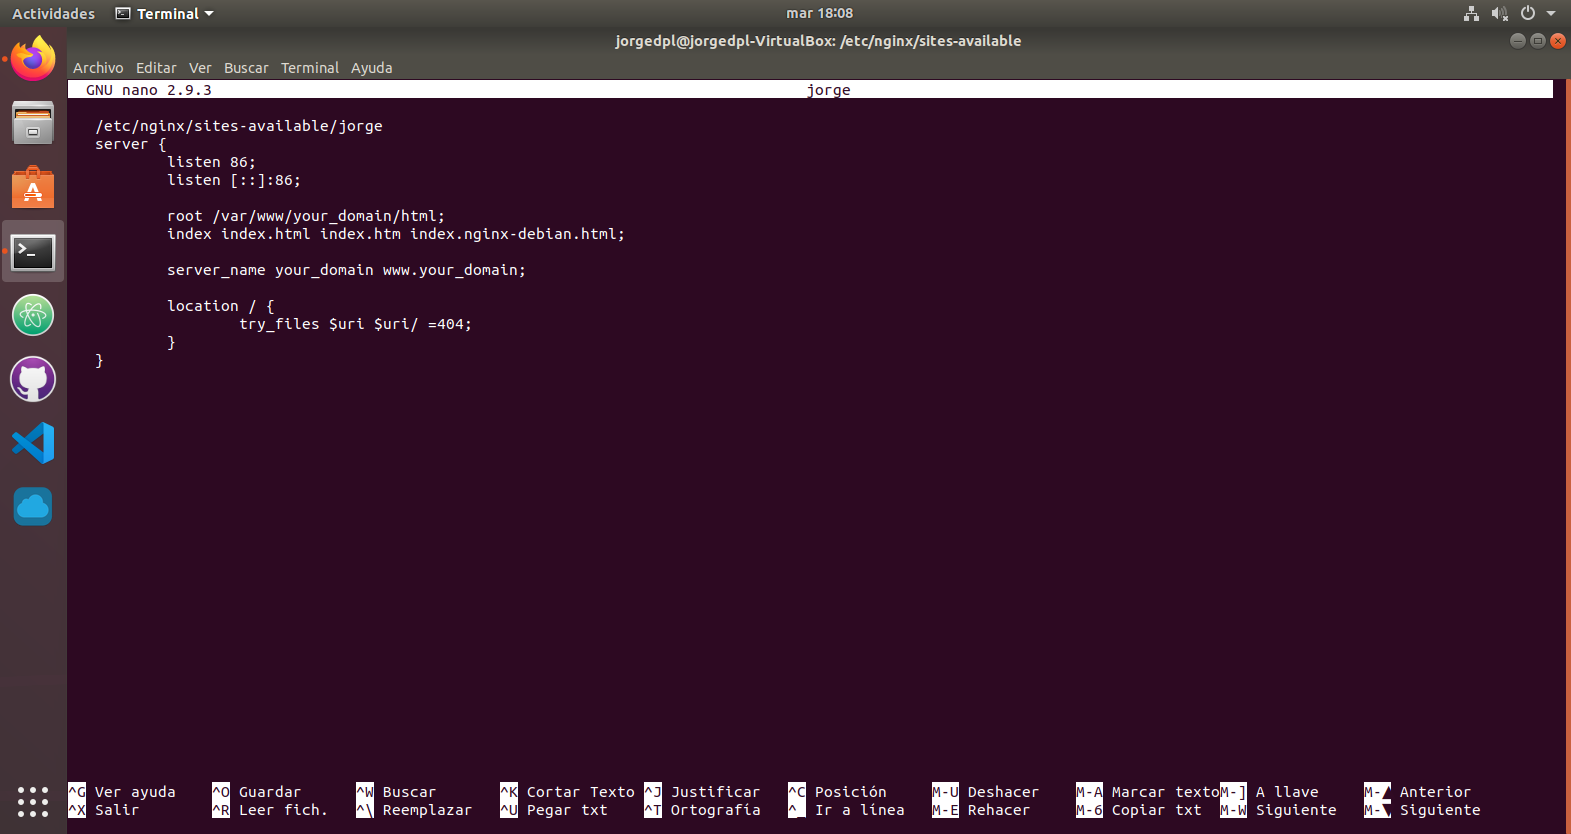 Actividades Terminal mar 18:08
jorgedpl@jorgedpl-VirtualBox: /etc/nginx/sites-available
Archivo Editar Ver Buscar Terminal Ayuda
GNU nano 2.9.3 jorge
/etc/nginx/sites-available/jorge
server {
listen 86;
listen [::]:86;
root /var/www/your_domain/html;
index index.html index.htm index.nginx-debian.html;
server_name your_domain www.your_domain;
location / {
try_files $uri $uri/ =404;
}
}
^G Ver ayuda ^O Guardar ^W Buscar ^K Cortar Texto ^J Justificar ^C Posición M-U Deshacer M-A Marcar texto M-] A llave M-▲ Anterior
^X Salir ^R Leer fich. ^\ Reemplazar ^U Pegar txt ^T Ortografía ^_ Ir a línea M-E Rehacer M-6 Copiar txt M-W Siguiente M-▼ Siguiente